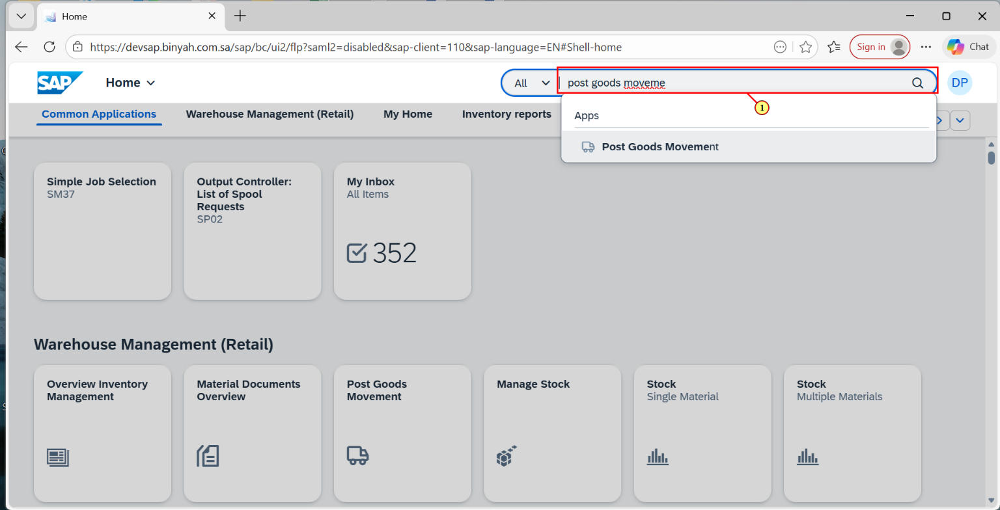 Home
https://devsap.binyah.com.sa/sap/bc/ui2/flp?saml2=disabled&sap-client=110&sap-language=EN#Shell-home
Sign in
Chat
SAP
Home
All
post goods moveme
DP
1
Common Applications
Warehouse Management (Retail)
My Home
Inventory reports
Apps
Post Goods Movement
Simple Job Selection
SM37
Output Controller:
List of Spool
Requests
SP02
My Inbox
All Items
352
Warehouse Management (Retail)
Overview Inventory
Management
Material Documents
Overview
Post Goods
Movement
Manage Stock
Stock
Single Material
Stock
Multiple Materials